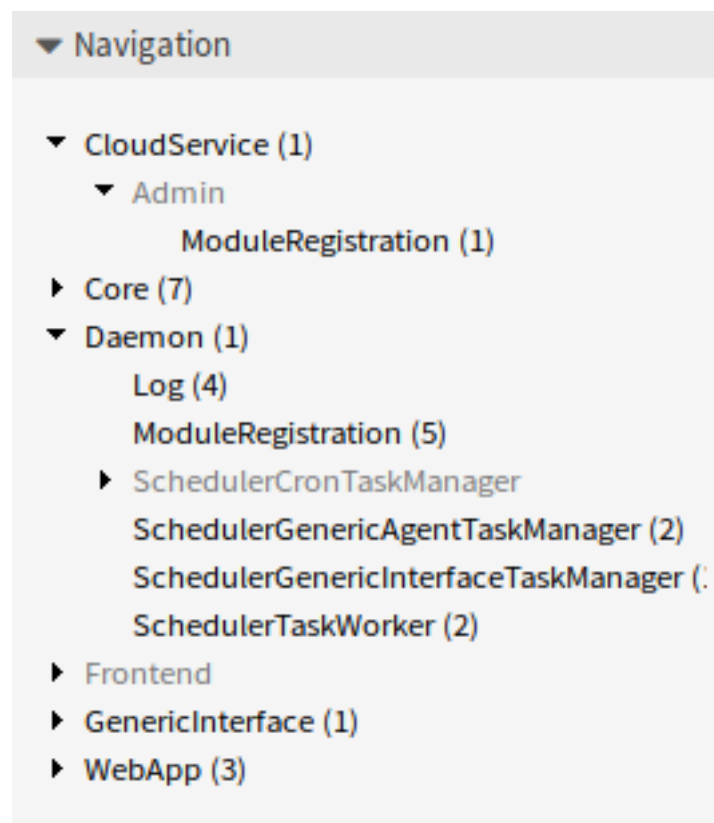 Navigation
CloudService (1)
Admin
ModuleRegistration (1)
Core (7)
Daemon (1)
Log (4)
ModuleRegistration (5)
SchedulerCronTaskManager
SchedulerGenericAgentTaskManager (2)
SchedulerGenericInterfaceTaskManager (
SchedulerTaskWorker (2)
Frontend
GenericInterface (1)
WebApp (3)